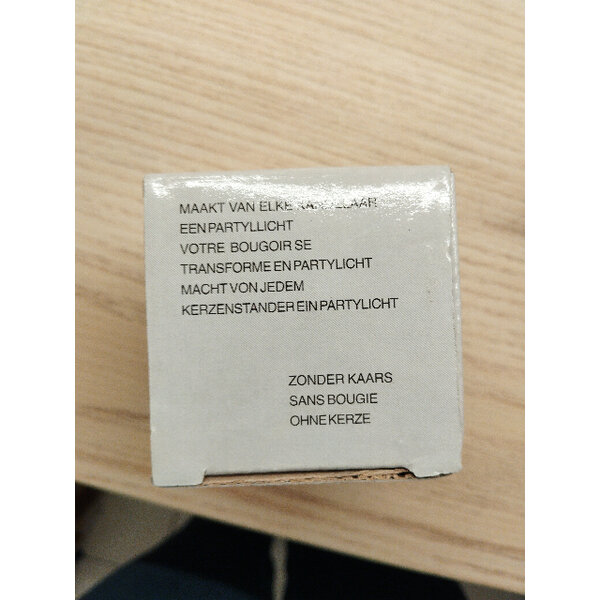 MAAKT VAN ELKE
EEN PARTYLLICHT
VOTRE BOUGOIR SE
TRANSFORME EN PARTYLICHT
MACHT VON JEDEM
KERZENSTANDER EIN PARTYLICHT
ZONDER KAARS
SANS BOUGIE
OHNE KERZE